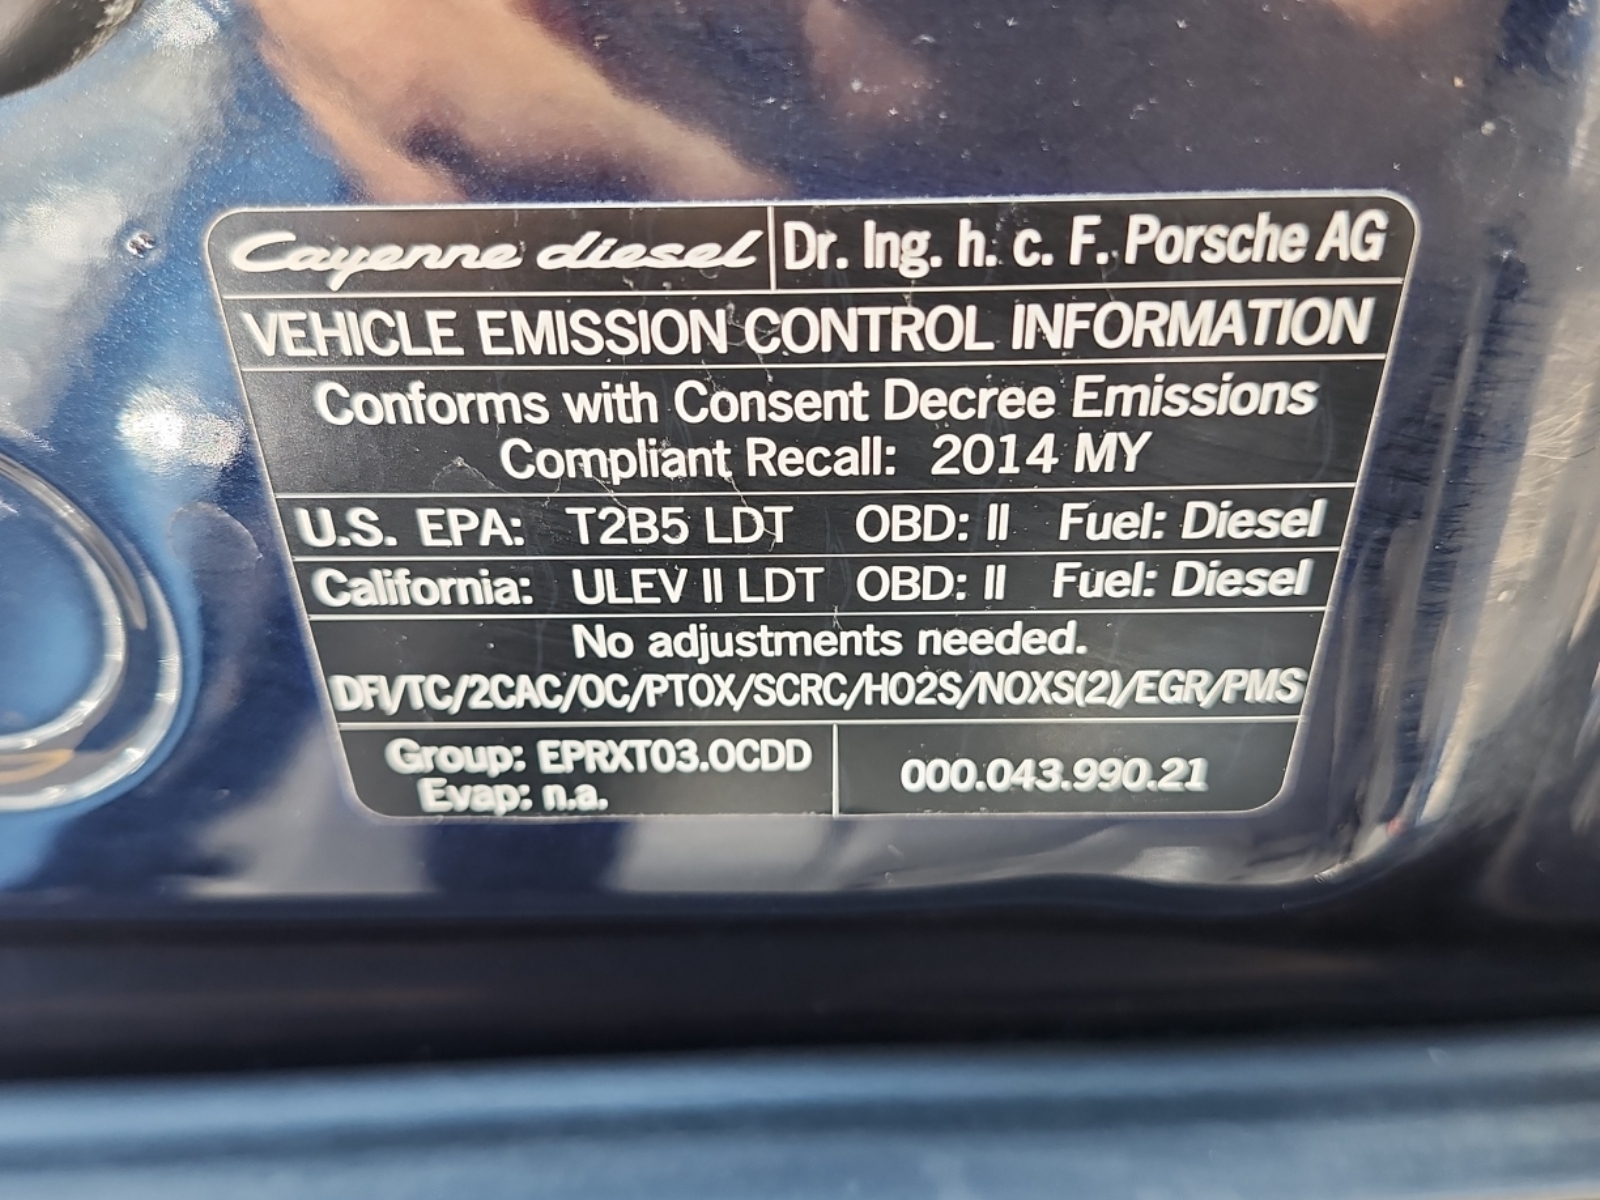 Cayenne diesel Dr. Ing. h. c. F. Porsche AG
VEHICLE EMISSION CONTROL INFORMATION
Conforms with Consent Decree Emissions
Compliant Recall: 2014 MY
U.S. EPA: T2B5 LDT OBD: II Fuel: Diesel
California: ULEV II LDT OBD: II Fuel: Diesel
No adjustments needed.
DFI/TC/2CAC/OC/PTOX/SCRC/HO2S/NOXS(2)/EGR/PMS
Group: EPRXT03.0CDD
Evap: n.a.
000.043.990.21